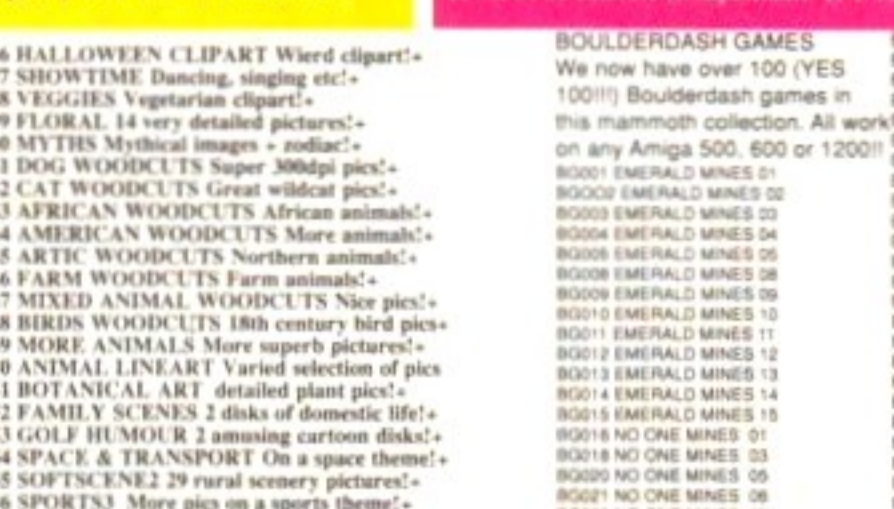 6 HALLOWEEN CLIPART Wierd clipart!+
7 SHOWTIME Dancing, singing etc!+
8 VEGGIES Vegetarian clipart!+
9 FLORAL 14 very detailed pictures!+
0 MYTHS Mythical images + zodiac!+
1 DOG WOODCUTS Super 300dpi pics!+
2 CAT WOODCUTS Great wildcat pics!+
3 AFRICAN WOODCUTS African animals!+
4 AMERICAN WOODCUTS More animals!+
5 ARTIC WOODCUTS Northern animals!+
6 FARM WOODCUTS Farm animals!+
7 MIXED ANIMAL WOODCUTS Nice pics!+
8 BIRDS WOODCUTS 18th century bird pics+
9 MORE ANIMALS More superb pictures!+
0 ANIMAL LINEART Varied selection of pics
1 BOTANICAL ART detailed plant pics!+
2 FAMILY SCENES 2 disks of domestic life!+
3 GOLF HUMOUR 2 amusing cartoon disks!+
4 SPACE & TRANSPORT On a space theme!+
5 SOFTSCENE2 29 rural scenery pictures!+
6 SPORTS3 More pics on a sports theme!+
BOULDERDASH GAMES
We now have over 100 (YES
100!!!) Boulderdash games in
this mammoth collection. All work
on any Amiga 500, 600 or 1200!!
BG001 EMERALD MINES 01
BGOO2 EMERALD MINES 02
BG003 EMERALD MINES 03
BG004 EMERALD MINES 04
BG005 EMERALD MINES 05
BG008 EMERALD MINES 08
BG009 EMERALD MINES 09
BG010 EMERALD MINES 10
BG011 EMERALD MINES 11
BG012 EMERALD MINES 12
BG013 EMERALD MINES 13
BG014 EMERALD MINES 14
BG015 EMERALD MINES 15
BG016 NO ONE MINES 01
BG018 NO ONE MINES 03
BG020 NO ONE MINES 05
BG021 NO ONE MINES 06